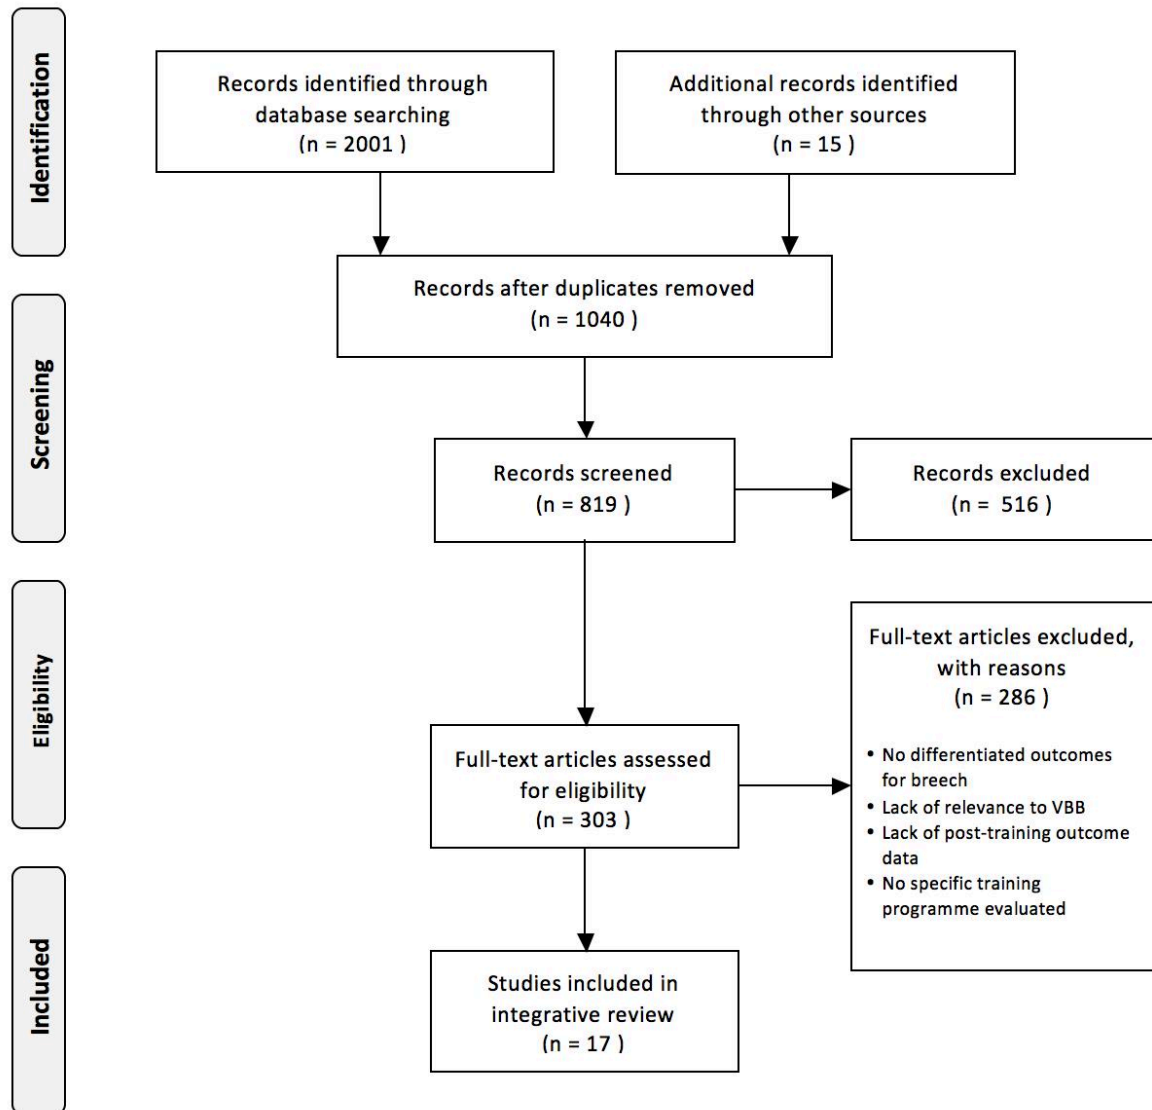 Identification
Records identified through
database searching
(n = 2001 )
Additional records identified
through other sources
(n = 15 )
Records after duplicates removed
(n = 1040 )
Screening
Records screened
(n = 819 )
Records excluded
(n = 516 )
Eligibility
Full-text articles assessed
for eligibility
(n = 303 )
Full-text articles excluded,
with reasons
(n = 286 )
• No differentiated outcomes
for breech
• Lack of relevance to VBB
• Lack of post-training outcome
data
• No specific training
programme evaluated
Included
Studies included in
integrative review
(n = 17 )